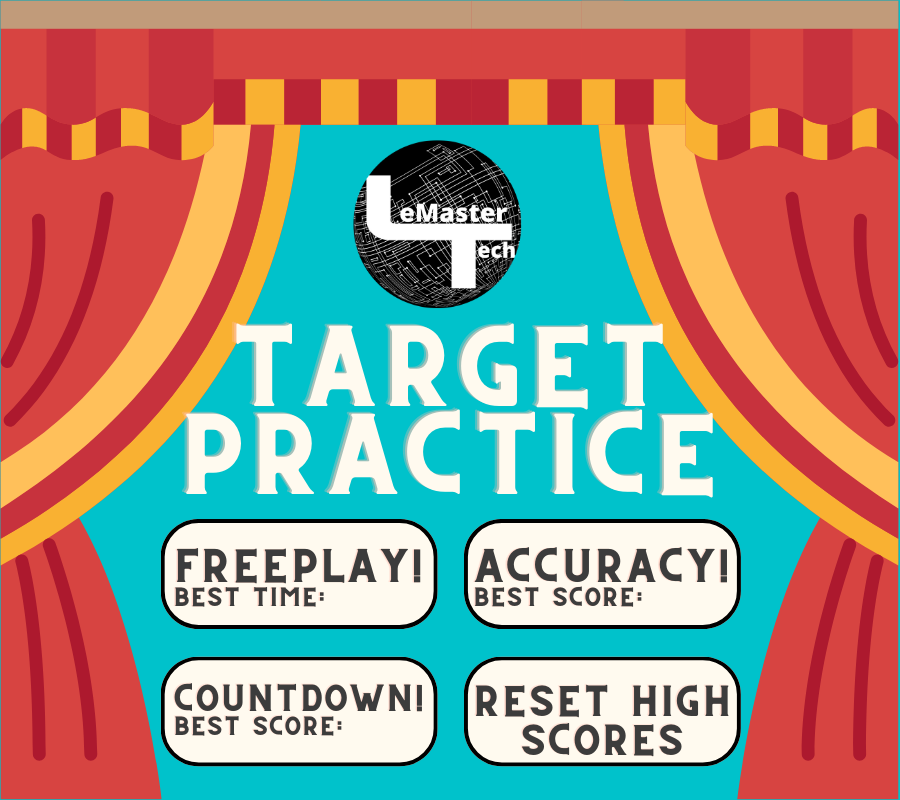 LeMaster
Tech
TARGET
PRACTICE
FREEPLAY!
BEST TIME:
ACCURACY!
BEST SCORE:
COUNTDOWN!
BEST SCORE:
RESET HIGH
SCORES